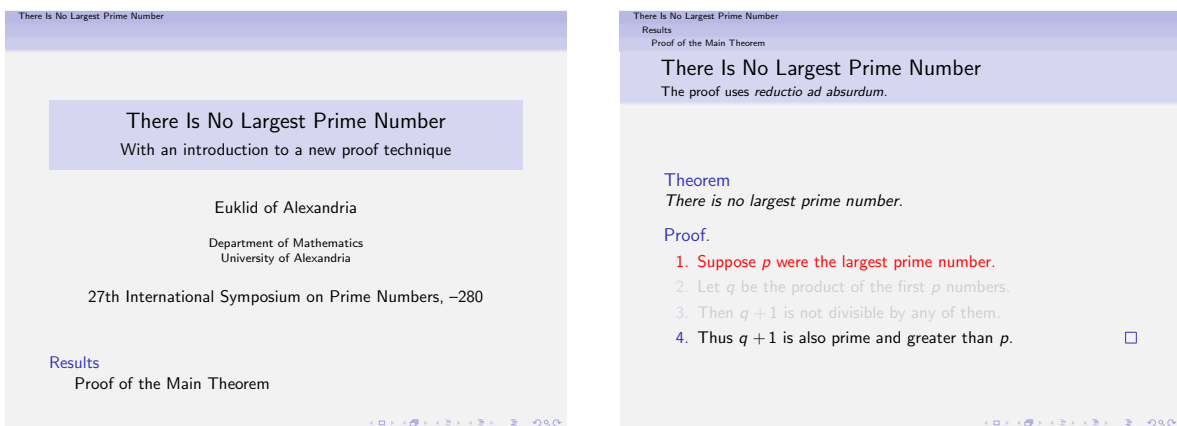 There Is No Largest Prime Number
There Is No Largest Prime Number
With an introduction to a new proof technique
Euklid of Alexandria
Department of Mathematics
University of Alexandria
27th International Symposium on Prime Numbers, –280
Results
Proof of the Main Theorem
There Is No Largest Prime Number
Results
Proof of the Main Theorem
There Is No Largest Prime Number
The proof uses reductio ad absurdum.
Theorem
There is no largest prime number.
Proof.
1. Suppose p were the largest prime number.
2. Let q be the product of the first p numbers.
3. Then q + 1 is not divisible by any of them.
4. Thus q + 1 is also prime and greater than p.